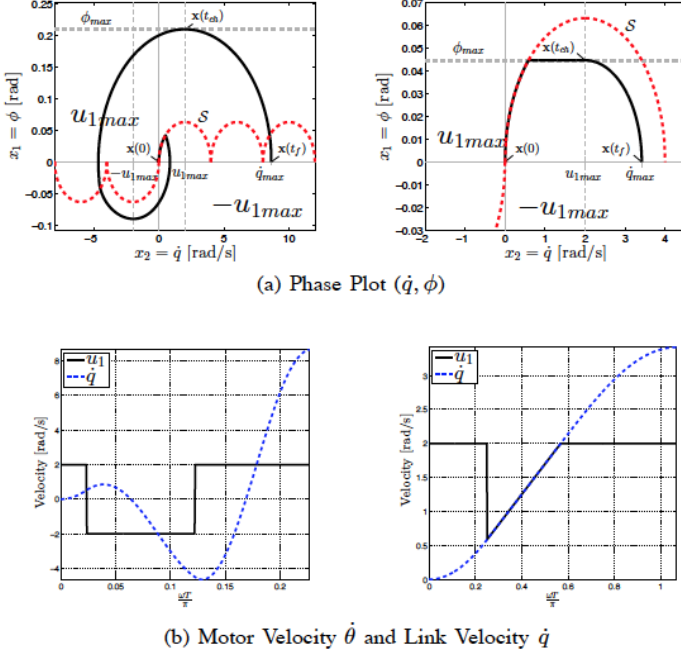 ϕmax
x(tch)
0.25
0.2
0.15
0.1
0.05
0
−0.05
−0.1
x1 = ϕ [rad]
u1max
S
x(0)
x(tf)
−u1max
u1max
q̇max
−u1max
−5 0 5 10
x2 = q̇ [rad/s]
0.07
0.06
0.05
0.04
0.03
0.02
0.01
0
−0.01
−0.02
−0.03
x1 = ϕ [rad]
S
ϕmax
x(tch)
u1max
x(0)
x(tf)
u1max
q̇max
−u1max
−2 −1 0 1 2 3 4 5
x2 = q̇ [rad/s]
(a) Phase Plot (q̇, ϕ)
u1
q̇
8
6
4
2
0
−2
−4
Velocity [rad/s]
0 0.05 0.1 0.15 0.2
ωT/π
u1
q̇
3
2.5
2
1.5
1
0.5
0
Velocity [rad/s]
0 0.2 0.4 0.6 0.8 1
ωT/π
(b) Motor Velocity θ̇ and Link Velocity q̇